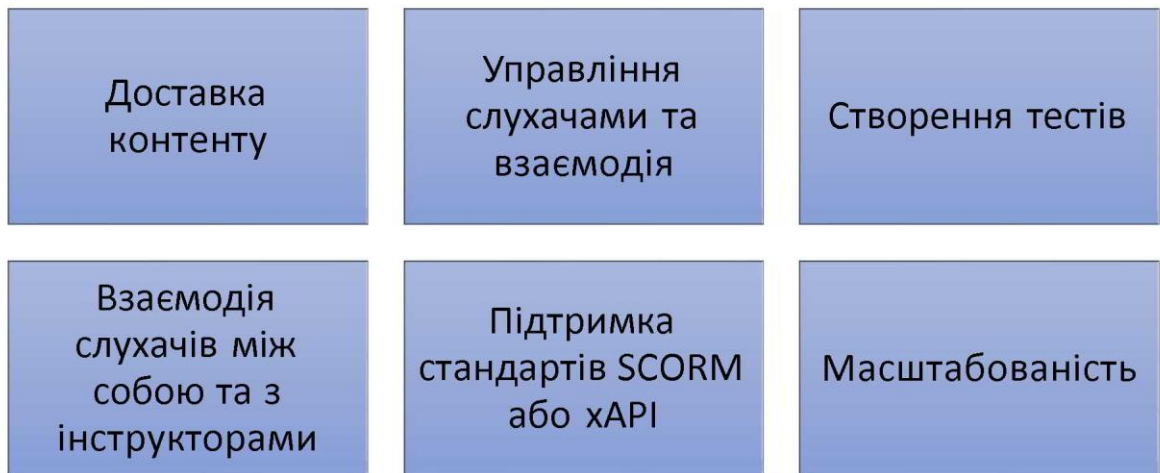 Доставка
контенту
Управління
слухачами та
взаємодія
Створення тестів
Взаємодія
слухачів між
собою та з
інструкторами
Підтримка
стандартів SCORM
або xAPI
Масштабованість